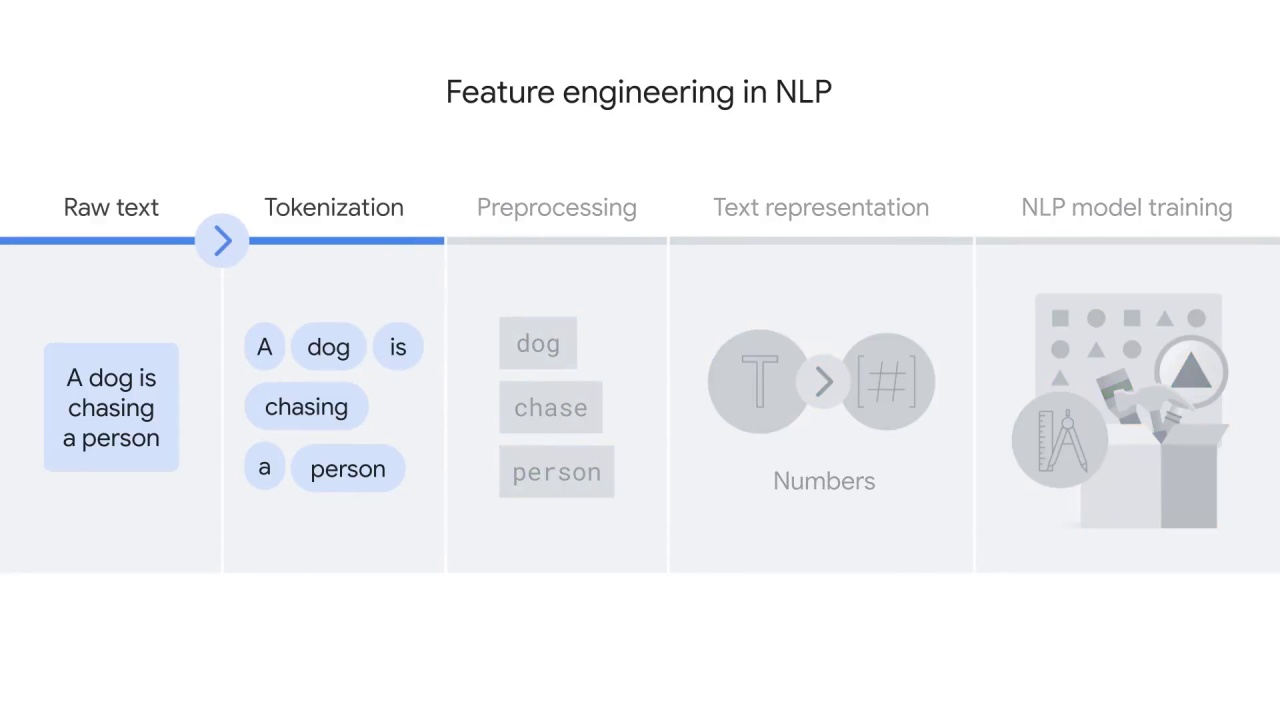 Feature engineering in NLP
Raw text
Tokenization
Preprocessing
Text representation
NLP model training
A dog is
chasing
a person
A dog is
chasing
a person
dog
chase
person
T
[#]
Numbers